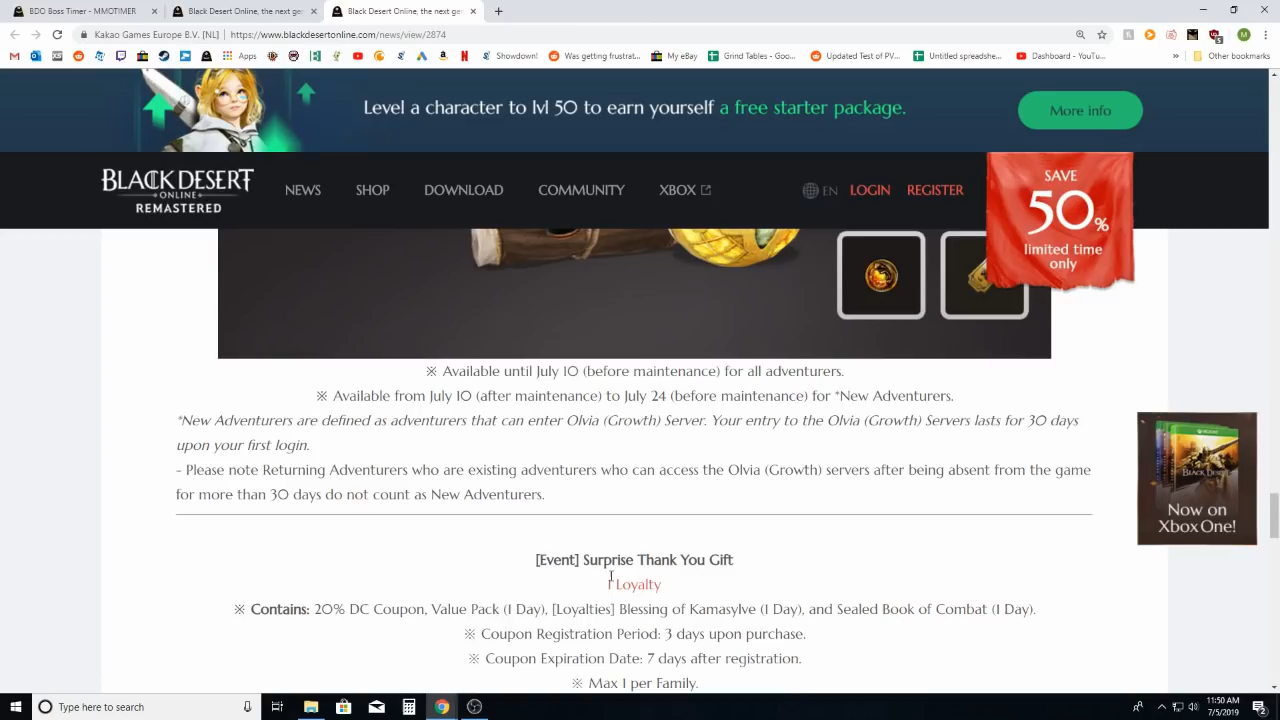 BDO Boss Timer - MMOTIMER
Black Desert Online, the next ge
Black Desert Online, the next ge
Kakao Games Europe B.V. [NL] | https://www.blackdesertonline.com/news/view/2874
Apps
Showdown!
Was getting frustrat
My eBay
Grind Tables - Goo
Updated Test of PV
Untitled spreadshe
Dashboard - YouTu
Other bookmarks
Level a character to lvl 50 to earn yourself a free starter package.
More info
BLACK DESERT
ONLINE
REMASTERED
NEWS SHOP DOWNLOAD COMMUNITY XBOX EN LOGIN REGISTER
SAVE
50%
limited time
only
※ Available until July 10 (before maintenance) for all adventurers.
※ Available from July 10 (after maintenance) to July 24 (before maintenance) for *New Adventurers.
*New Adventurers are defined as adventurers that can enter Olvia (Growth) Server. Your entry to the Olvia (Growth) Servers lasts for 30 days
upon your first login.
- Please note Returning Adventurers who are existing adventurers who can access the Olvia (Growth) servers after being absent from the game
for more than 30 days do not count as New Adventurers.
BLACK DESERT
Now on
Xbox One!
[Event] Surprise Thank You Gift
1 Loyalty
※ Contains: 20% DC Coupon, Value Pack (1 Day), [Loyalties] Blessing of Kamasylve (1 Day), and Sealed Book of Combat (1 Day).
※ Coupon Registration Period: 3 days upon purchase.
※ Coupon Expiration Date: 7 days after registration.
※ Max 1 per Family.
Type here to search
11:50 AM
7/5/2019